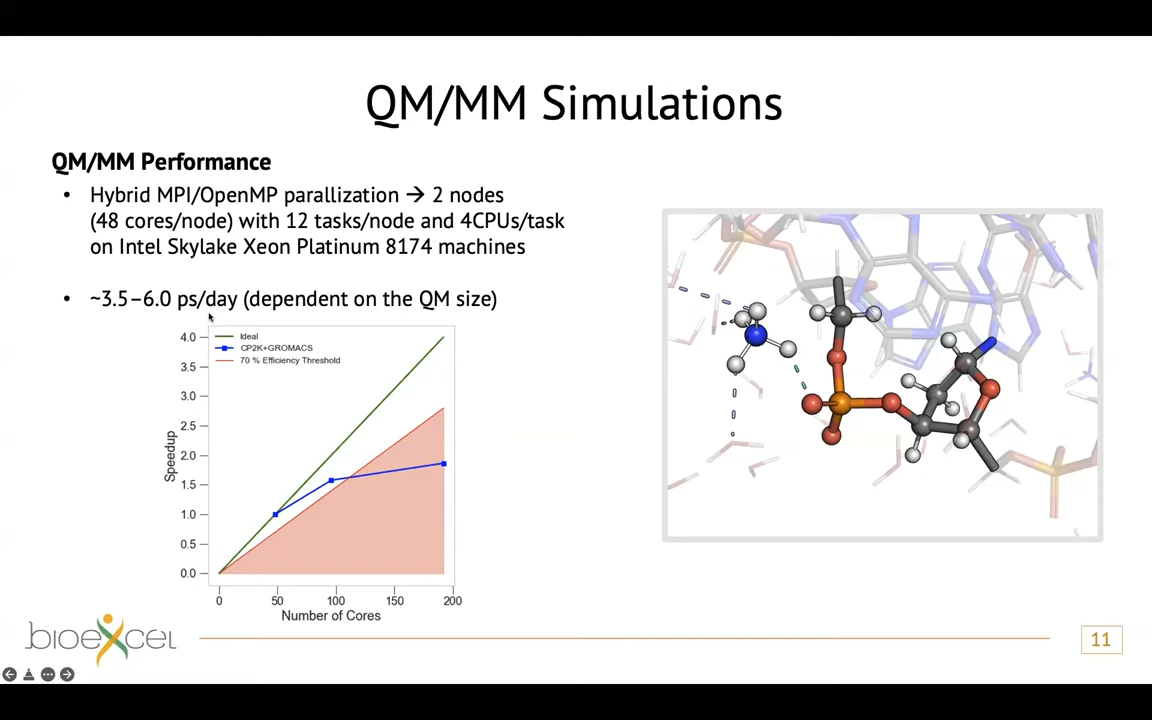 QM/MM Simulations
QM/MM Performance
• Hybrid MPI/OpenMP parallization → 2 nodes
(48 cores/node) with 12 tasks/node and 4CPUs/task
on Intel Skylake Xeon Platinum 8174 machines
• ~3.5–6.0 ps/day (dependent on the QM size)
Ideal
CP2K+GROMACS
70 % Efficiency Threshold
4.0
3.5
3.0
2.5
2.0
1.5
1.0
0.5
0.0
Speedup
0 50 100 150 200
Number of Cores
bioexcel
11